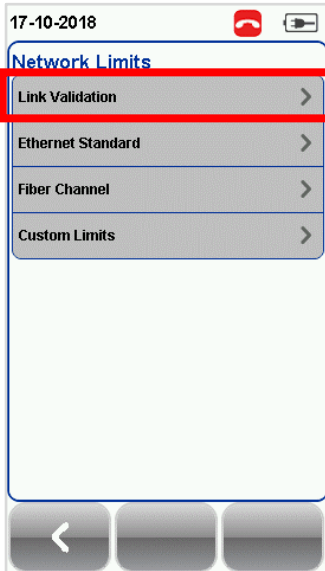 17-10-2018
Network Limits
Link Validation
Ethernet Standard
Fiber Channel
Custom Limits